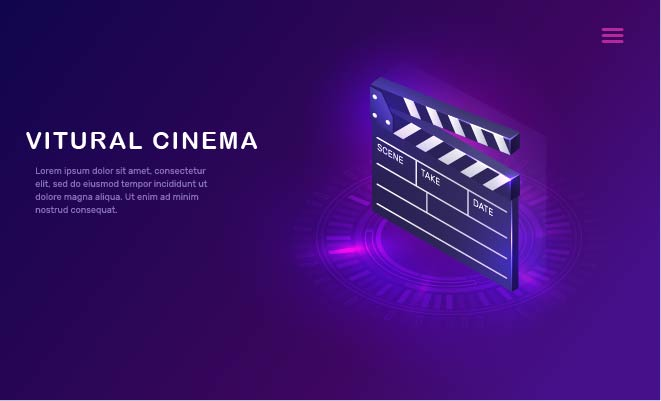 VITURAL CINEMA
Lorem ipsum dolor sit amet, consectetur
elit, sed do eiusmod tempor incididunt ut
dolore magna aliqua. Ut enim ad minim
nostrud consequat.
SCENE
TAKE
DATE